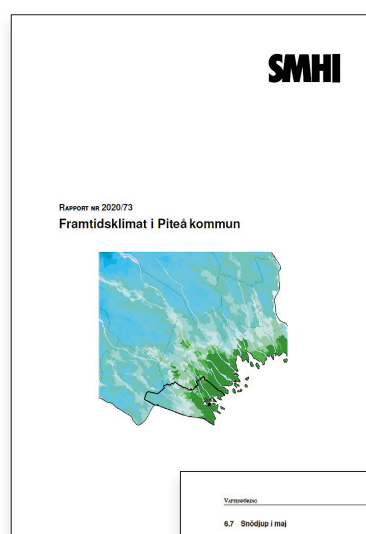 SMHI
RAPPORT NR 2020/73
Framtidsklimat i Piteå kommun
VATTENFÖRING
6.7 Snödjup i maj